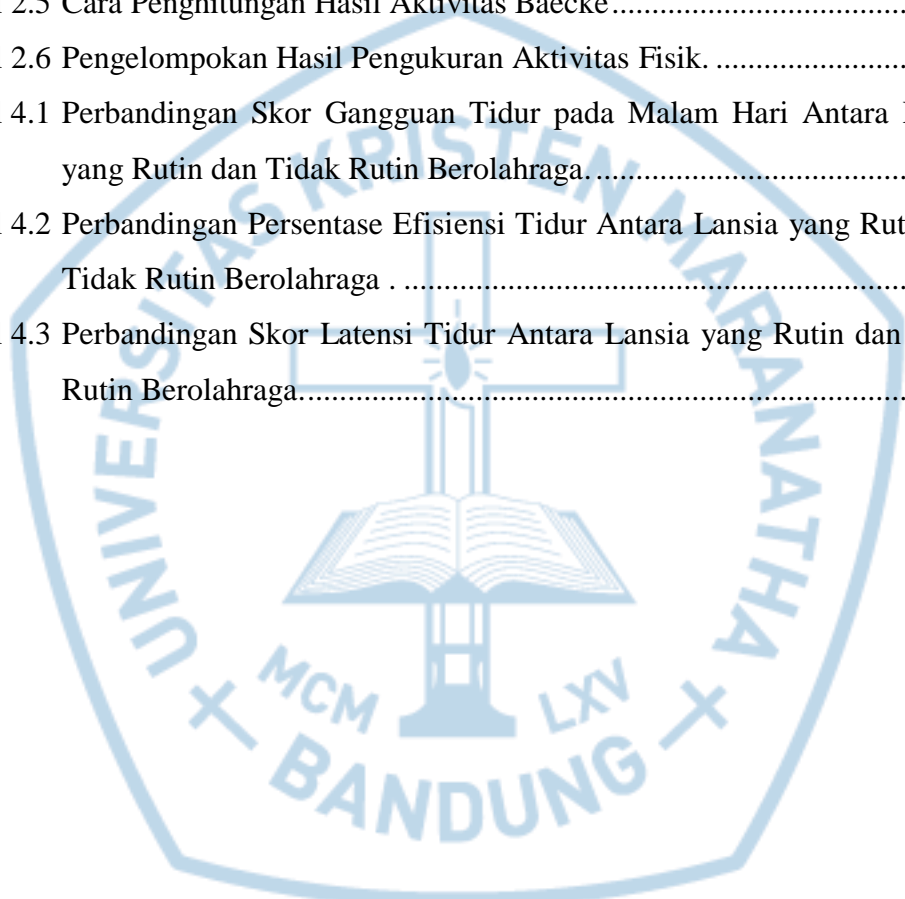 2.5 Cara Penghitungan Hasil Aktivitas Baecke................................
2.6 Pengelompokan Hasil Pengukuran Aktivitas Fisik. .......................
4.1 Perbandingan Skor Gangguan Tidur pada Malam Hari Antara
yang Rutin dan Tidak Rutin Berolahraga. .....................................
4.2 Perbandingan Persentase Efisiensi Tidur Antara Lansia yang Rut
Tidak Rutin Berolahraga . .............................................................
4.3 Perbandingan Skor Latensi Tidur Antara Lansia yang Rutin dan
Rutin Berolahraga..........................................................................
UNIVERSITAS KRISTEN MARANATHA
MCM LXV
BANDUNG